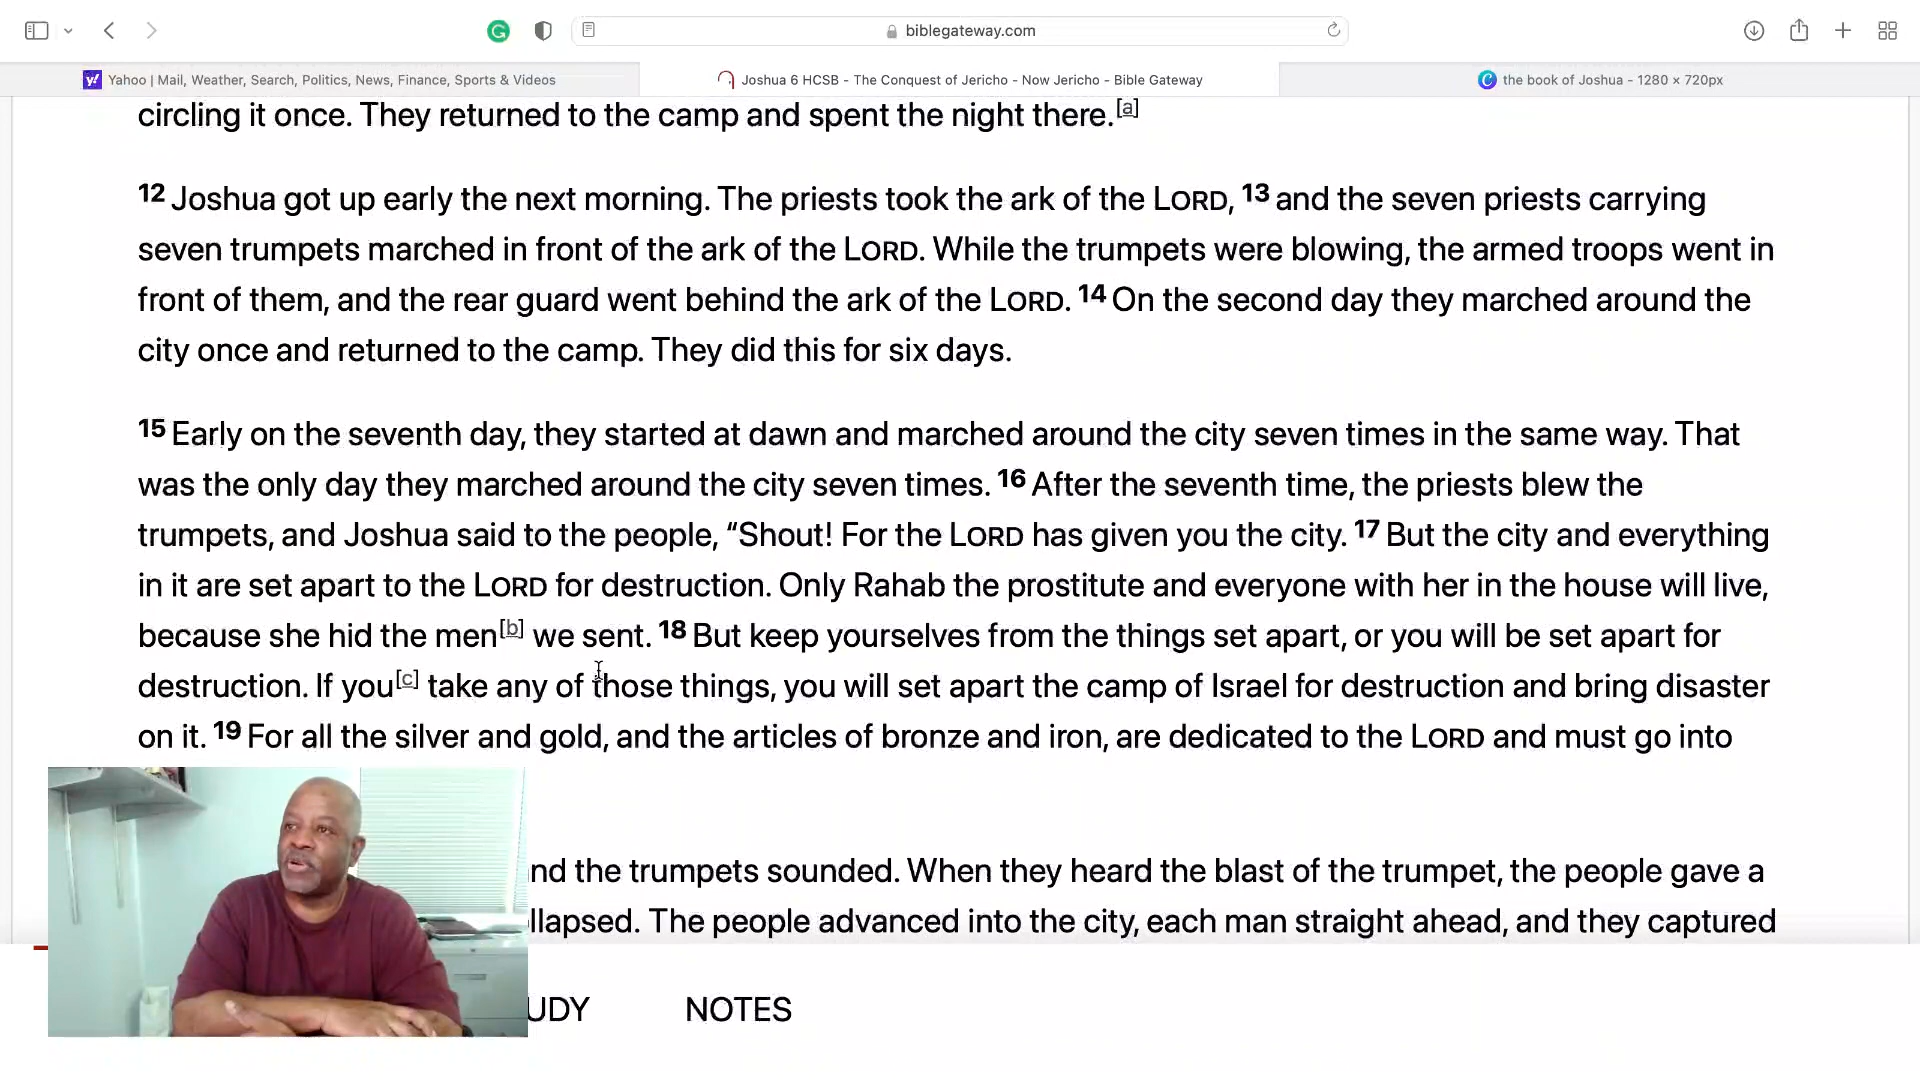 biblegateway.com
Yahoo | Mail, Weather, Search, Politics, News, Finance, Sports & Videos
Joshua 6 HCSB - The Conquest of Jericho - Now Jericho - Bible Gateway
the book of Joshua - 1280 × 720px
circling it once. They returned to the camp and spent the night there.[a]
12 Joshua got up early the next morning. The priests took the ark of the LORD, 13 and the seven priests carrying
seven trumpets marched in front of the ark of the LORD. While the trumpets were blowing, the armed troops went in
front of them, and the rear guard went behind the ark of the LORD. 14 On the second day they marched around the
city once and returned to the camp. They did this for six days.
15 Early on the seventh day, they started at dawn and marched around the city seven times in the same way. That
was the only day they marched around the city seven times. 16 After the seventh time, the priests blew the
trumpets, and Joshua said to the people, “Shout! For the LORD has given you the city. 17 But the city and everything
in it are set apart to the LORD for destruction. Only Rahab the prostitute and everyone with her in the house will live,
because she hid the men[b] we sent. 18 But keep yourselves from the things set apart, or you will be set apart for
destruction. If you[c] take any of those things, you will set apart the camp of Israel for destruction and bring disaster
on it. 19 For all the silver and gold, and the articles of bronze and iron, are dedicated to the LORD and must go into
nd the trumpets sounded. When they heard the blast of the trumpet, the people gave a
llapsed. The people advanced into the city, each man straight ahead, and they captured
UDY
NOTES